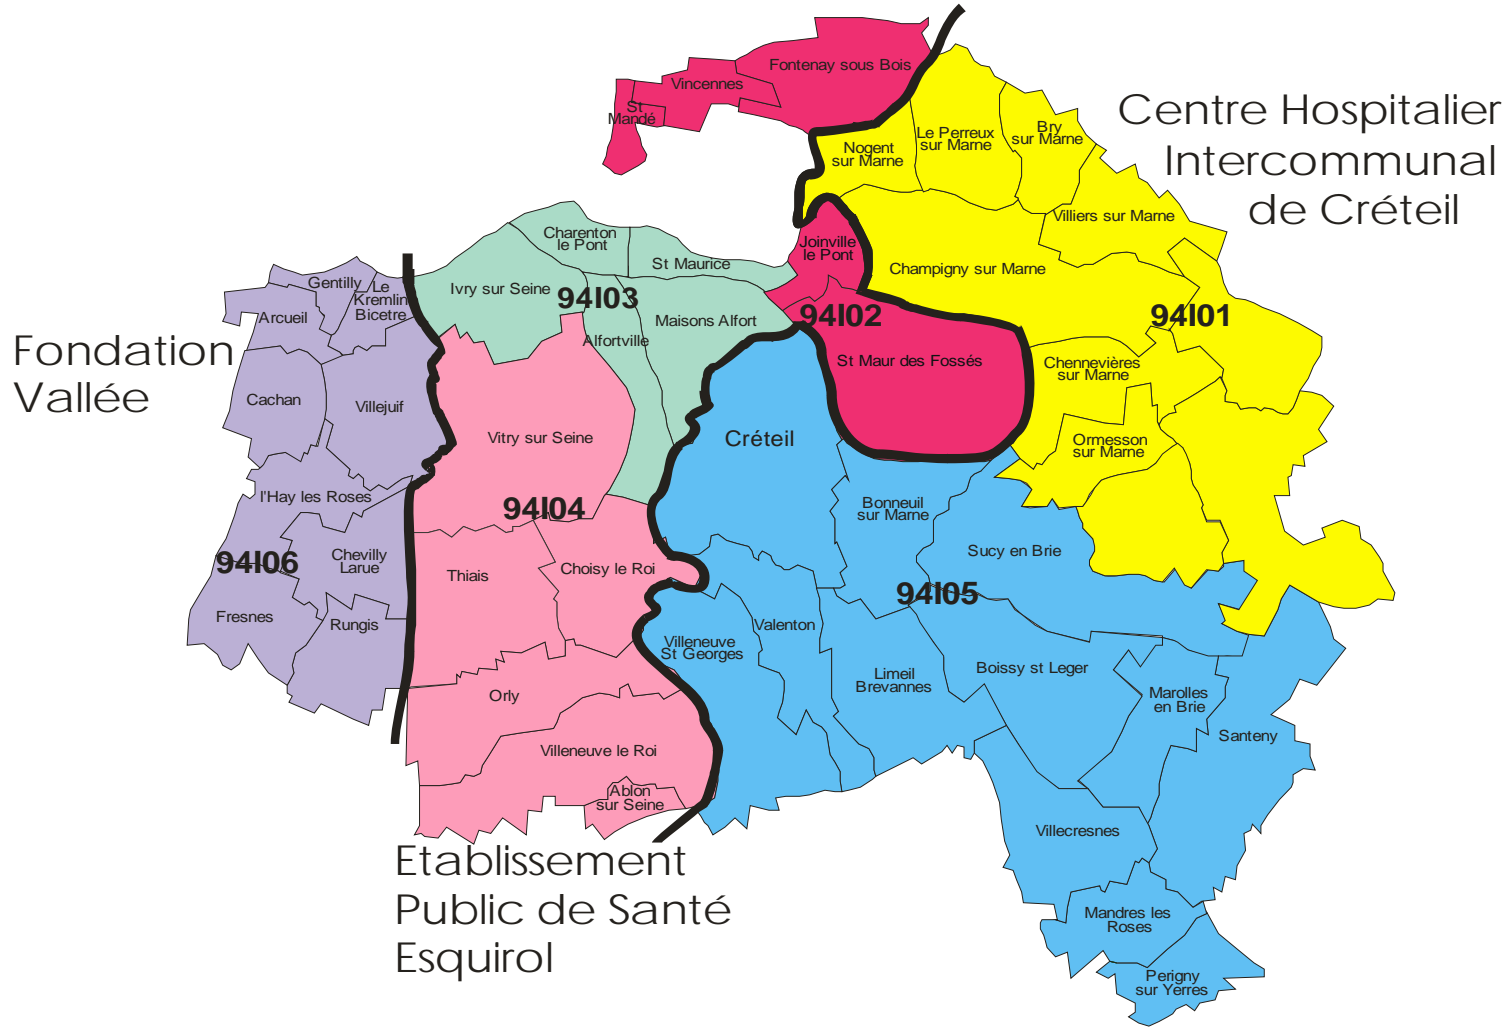 Fontenay sous Bois
Vincennes
St
Mandé
Centre Hospitalier
Intercommunal
de Créteil
Nogent
sur Marne
Le Perreux
sur Marne
Bry
sur Marne
Villiers sur Marne
Champigny sur Marne
94I01
Chennevières
sur Marne
Ormesson
sur Marne
Joinville
le Pont
94I02
St Maur des Fossés
Charenton
le Pont
St Maurice
Ivry sur Seine
94I03
Maisons Alfort
Alfortville
Gentilly
Le
Kremlin
Bicetre
Arcueil
Fondation
Vallée
Cachan
Villejuif
l'Hay les Roses
94I06
Chevilly
Larue
Fresnes
Rungis
Vitry sur Seine
94I04
Thiais
Choisy le Roi
Orly
Villeneuve le Roi
Ablon
sur Seine
Etablissement
Public de Santé
Esquirol
Créteil
Bonneuil
sur Marne
Sucy en Brie
94I05
Villeneuve
St Georges
Valenton
Limeil
Brevannes
Boissy st Leger
Marolles
en Brie
Santeny
Villecresnes
Mandres les
Roses
Perigny
sur Yerres